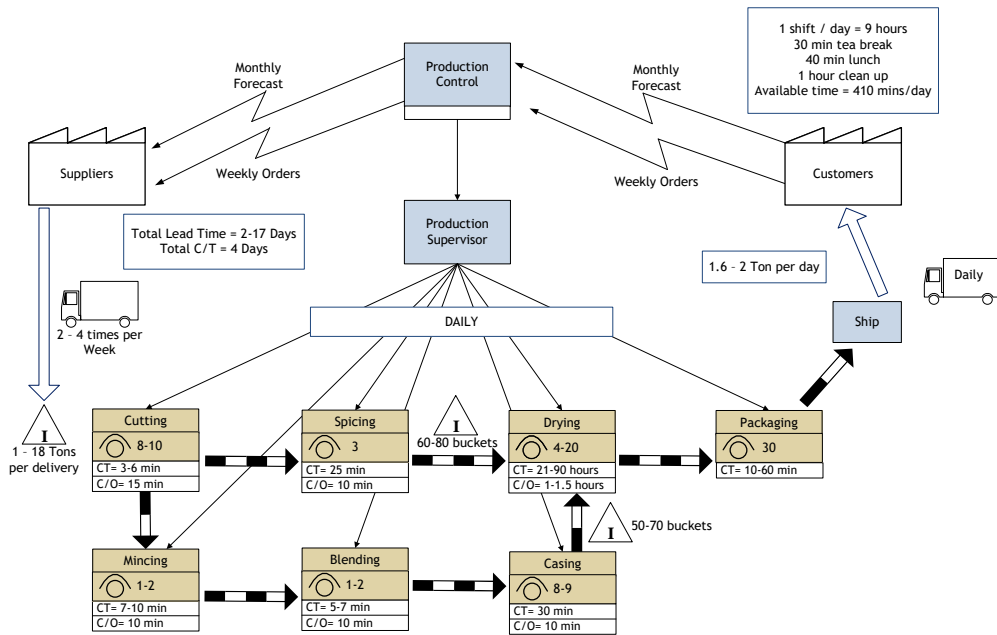 1 shift / day = 9 hours
30 min tea break
40 min lunch
1 hour clean up
Available time = 410 mins/day
Production
Control
Monthly
Forecast
Monthly
Forecast
Suppliers
Weekly Orders
Weekly Orders
Customers
Total Lead Time = 2-17 Days
Total C/T = 4 Days
Production
Supervisor
1.6 – 2 Ton per day
Daily
2 – 4 times per
Week
DAILY
Ship
I
1 – 18 Tons
per delivery
Cutting
8-10
CT= 3-6 min
C/O= 15 min
Spicing
3
CT= 25 min
C/O= 10 min
I
60-80 buckets
Drying
4-20
CT= 21-90 hours
C/O= 1-1.5 hours
Packaging
30
CT= 10-60 min
I
50-70 buckets
Mincing
1-2
CT= 7-10 min
C/O= 10 min
Blending
1-2
CT= 5-7 min
C/O= 10 min
Casing
8-9
CT= 30 min
C/O= 10 min